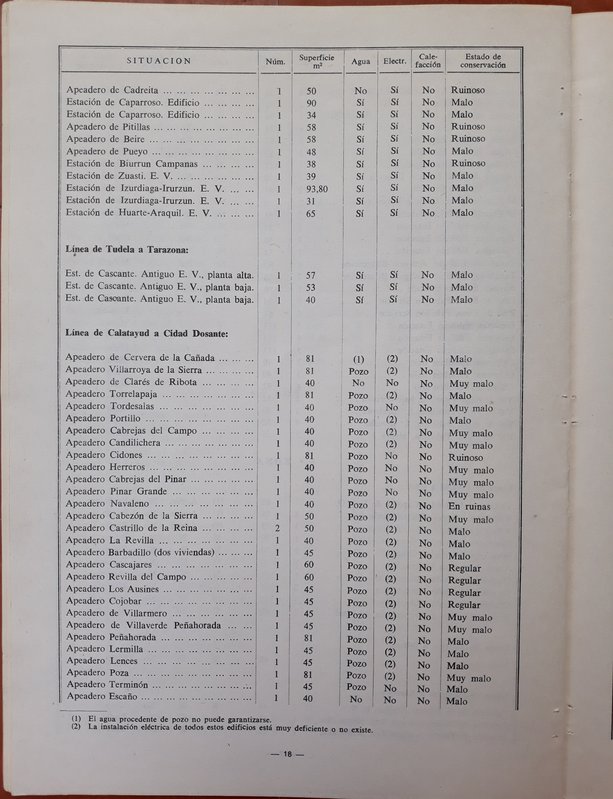 SITUACION Núm. Superficie m² Agua Electr. Cale-facción Estado de conservación
Apeadero de Cadreita ... ... ... ... ... ... ... 1 50 No Sí No Ruinoso
Estación de Caparroso. Edificio ... ... ... ... 1 90 Sí Sí No Malo
Estación de Caparroso. Edificio ... ... ... ... 1 34 Sí Sí No Malo
Apeadero de Pitillas ... ... ... ... ... ... ... ... 1 58 Sí Sí No Ruinoso
Apeadero de Beire ... ... ... ... ... ... ... ... 1 58 Sí Sí No Ruinoso
Apeadero de Pueyo ... ... ... ... ... ... ... ... 1 48 Sí Sí No Malo
Estación de Biurrun Campanas ... ... ... ... 1 38 Sí Sí No Ruinoso
Estación de Zuasti. E. V. ... ... ... ... ... ... 1 39 Sí Sí No Malo
Estación de Izurdiaga-Irurzun. E. V. ... ... 1 93,80 Sí Sí No Malo
Estación de Izurdiaga-Irurzun. E. V. ... ... 1 31 Sí Sí No Malo
Estación de Huarte-Araquil. E. V. ... ... ... 1 65 Sí Sí No Malo
Línea de Tudela a Tarazona:
Est. de Cascante. Antiguo E. V., planta alta. 1 57 Sí Sí No Malo
Est. de Cascante. Antiguo E. V., planta baja. 1 53 Sí Sí No Malo
Est. de Cascante. Antiguo E. V., planta baja. 1 40 Sí Sí No Malo
Línea de Calatayud a Cidad Dosante:
Apeadero de Cervera de la Cañada ... ... ... 1 81 (1) (2) No Malo
Apeadero Villarroya de la Sierra ... ... ... ... 1 81 Pozo (2) No Malo
Apeadero de Clarés de Ribota ... ... ... ... 1 40 No No No Muy malo
Apeadero Torrelapaja ... ... ... ... ... ... ... 1 81 Pozo (2) No Malo
Apeadero Tordesalas ... ... ... ... ... ... ... 1 40 Pozo No No Muy malo
Apeadero Portillo ... ... ... ... ... ... ... ... 1 40 Pozo (2) No Malo
Apeadero Cabrejas del Campo ... ... ... ... 1 40 Pozo (2) No Muy malo
Apeadero Candilichera ... ... ... ... ... ... ... 1 40 Pozo (2) No Muy malo
Apeadero Cidones ... ... ... ... ... ... ... ... 1 81 Pozo No No Ruinoso
Apeadero Herreros ... ... ... ... ... ... ... ... 1 40 Pozo No No Muy malo
Apeadero Cabrejas del Pinar ... ... ... ... ... 1 40 Pozo No No Muy malo
Apeadero Pinar Grande ... ... ... ... ... ... ... 1 40 Pozo No No Muy malo
Apeadero Navaleno ... ... ... ... ... ... ... ... 1 40 Pozo (2) No En ruinas
Apeadero Cabezón de la Sierra ... ... ... ... 1 50 Pozo (2) No Muy malo
Apeadero Castrillo de la Reina ... ... ... ... 2 50 Pozo (2) No Malo
Apeadero La Revilla ... ... ... ... ... ... ... 1 40 Pozo (2) No Malo
Apeadero Barbadillo (dos viviendas) ... ... ... 1 45 Pozo (2) No Malo
Apeadero Cascajares ... ... ... ... ... ... ... 1 60 Pozo (2) No Regular
Apeadero Revilla del Campo ... ... ... ... ... 1 60 Pozo (2) No Regular
Apeadero Los Ausines ... ... ... ... ... ... ... 1 45 Pozo (2) No Regular
Apeadero Cojobar ... ... ... ... ... ... ... ... 1 45 Pozo (2) No Regular
Apeadero de Villarmero ... ... ... ... ... ... 1 45 Pozo (2) No Muy malo
Apeadero de Villaverde Peñahorada ... ... 1 45 Pozo (2) No Muy malo
Apeadero Peñahorada ... ... ... ... ... ... ... 1 81 Pozo (2) No Malo
Apeadero Lermilla ... ... ... ... ... ... ... ... 1 45 Pozo (2) No Malo
Apeadero Lences ... ... ... ... ... ... ... ... 1 45 Pozo (2) No Malo
Apeadero Poza ... ... ... ... ... ... ... ... ... 1 81 Pozo (2) No Muy malo
Apeadero Terminón ... ... ... ... ... ... ... ... 1 45 Pozo No No Malo
Apeadero Escaño ... ... ... ... ... ... ... ... 1 40 No No No Malo
(1) El agua procedente de pozo no puede garantizarse.
(2) La instalación eléctrica de todos estos edificios está muy deficiente o no existe.
— 18 —